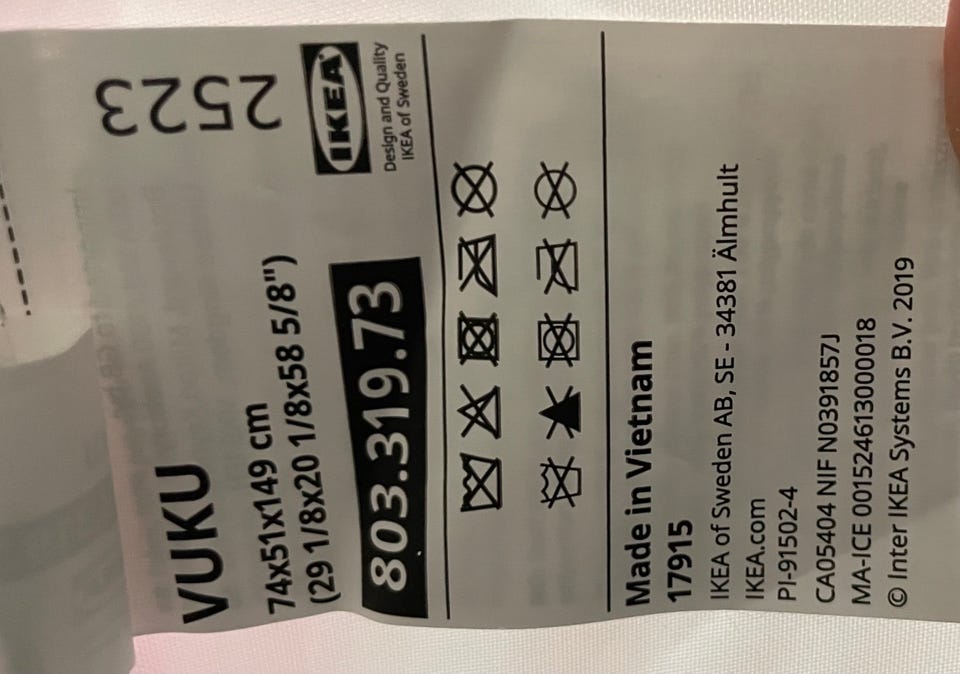 VUKU
2523
74x51x149 cm
(29 1/8x20 1/8x58 5/8")
IKEA®
803.319.73
Design and Quality
IKEA of Sweden
Made in Vietnam
17915
IKEA of Sweden AB, SE - 34381 Älmhult
IKEA.com
PI-91502-4
CA05404 NIF N0391857J
MA-ICE 001524613000018
© Inter IKEA Systems B.V. 2019